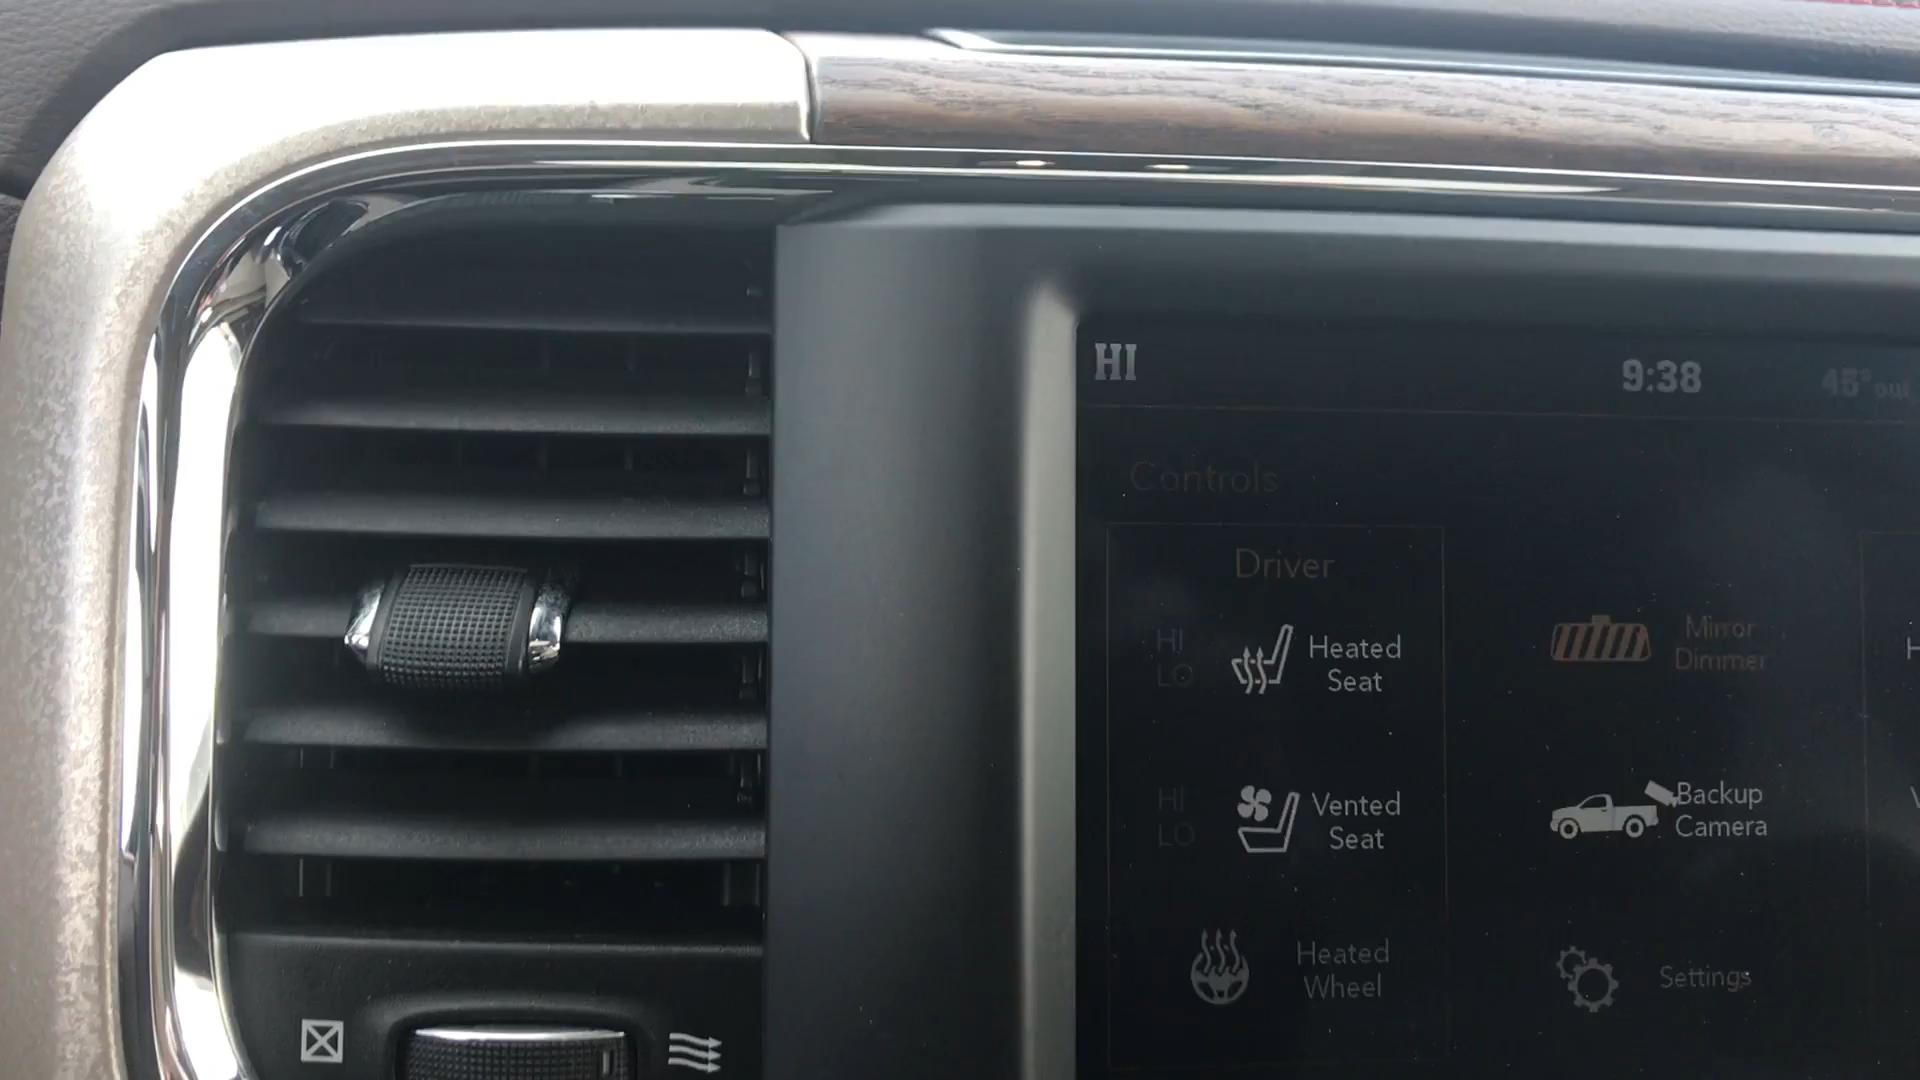 HI 9:38 45° out
Controls
Driver
HI
LO
Heated
Seat
Mirror
Dimmer
HI
LO
Vented
Seat
Backup
Camera
Heated
Wheel
Settings